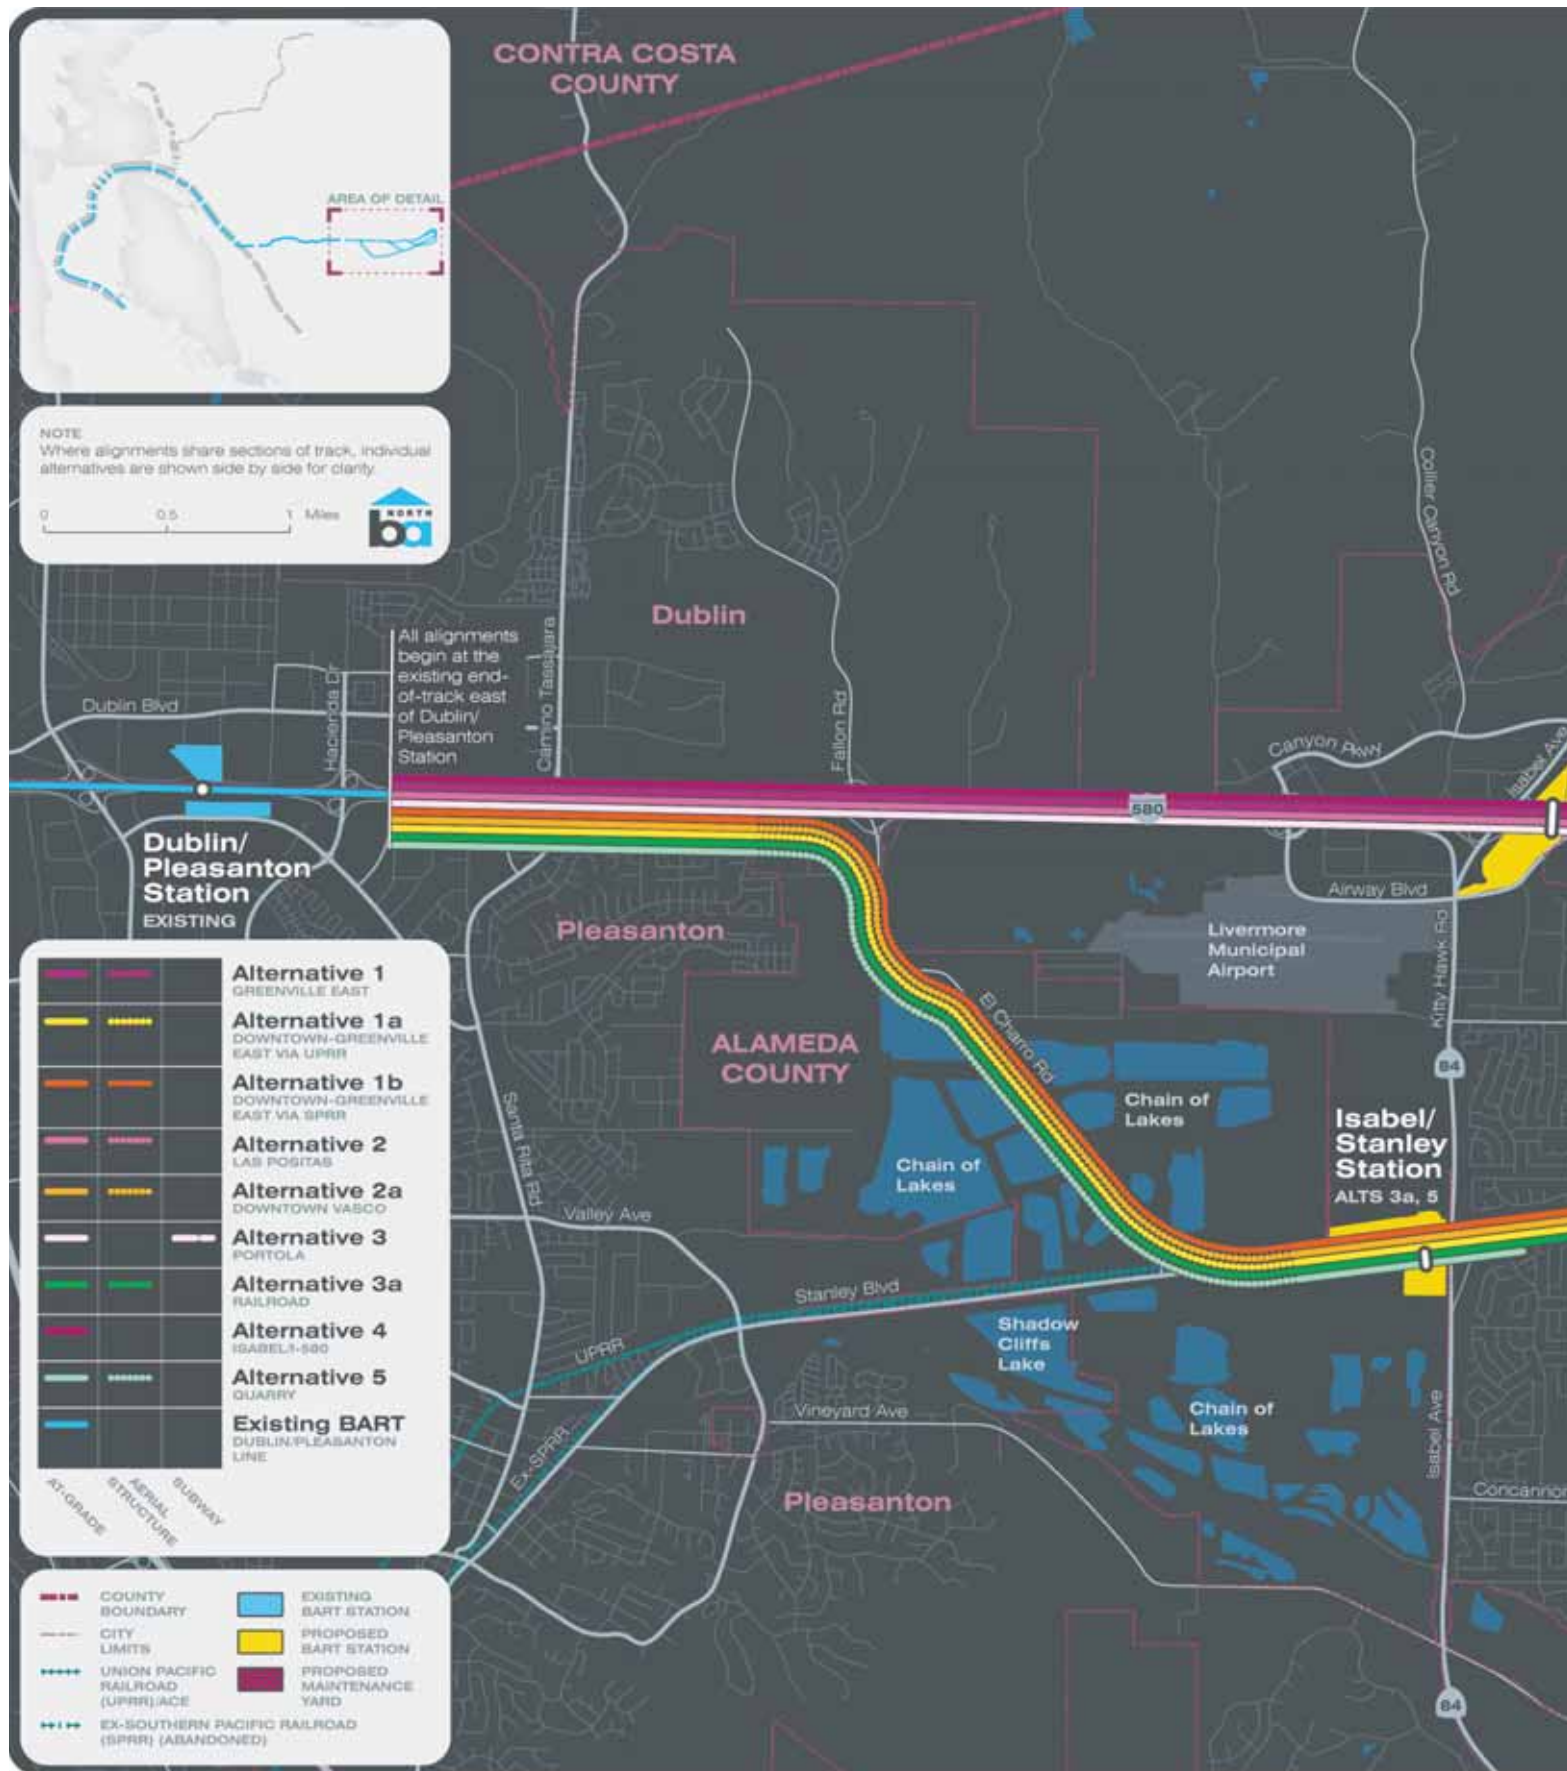 CONTRA COSTA
COUNTY
AREA OF DETAIL
NOTE
Where alignments share sections of track, individual
alternatives are shown side by side for clarity.
0 0.5 1 Miles
NORTH
ba
Collier Canyon Rd
Dublin
All alignments
begin at the
existing end-
of-track east
of Dublin/
Pleasanton
Station
Camino Tassajara
Hacienda Dr
Dublin Blvd
Fallon Rd
Canyon Pkwy
Isabel Ave
580
Dublin/
Pleasanton
Station
EXISTING
Airway Blvd
Pleasanton
Livermore
Municipal
Airport
Kitty Hawk Rd
El Charro Rd
ALAMEDA
COUNTY
84
Chain of
Lakes
Isabel/
Stanley
Station
ALTS 3a, 5
Chain of
Lakes
Santa Rita Rd
Valley Ave
Stanley Blvd
Shadow
Cliffs
Lake
UPRR
Vineyard Ave
Chain of
Lakes
Isabel Ave
Ex-SPRR
Pleasanton
Concannon
84
Alternative 1
GREENVILLE EAST
Alternative 1a
DOWNTOWN-GREENVILLE
EAST VIA UPRR
Alternative 1b
DOWNTOWN-GREENVILLE
EAST VIA SPRR
Alternative 2
LAS POSITAS
Alternative 2a
DOWNTOWN VASCO
Alternative 3
PORTOLA
Alternative 3a
RAILROAD
Alternative 4
ISABEL/I-580
Alternative 5
QUARRY
Existing BART
DUBLIN/PLEASANTON
LINE
AT-GRADE
AERIAL
STRUCTURE
SUBWAY
COUNTY
BOUNDARY
CITY
LIMITS
UNION PACIFIC
RAILROAD
(UPRR)/ACE
EX-SOUTHERN PACIFIC RAILROAD
(SPRR) (ABANDONED)
EXISTING
BART STATION
PROPOSED
BART STATION
PROPOSED
MAINTENANCE
YARD